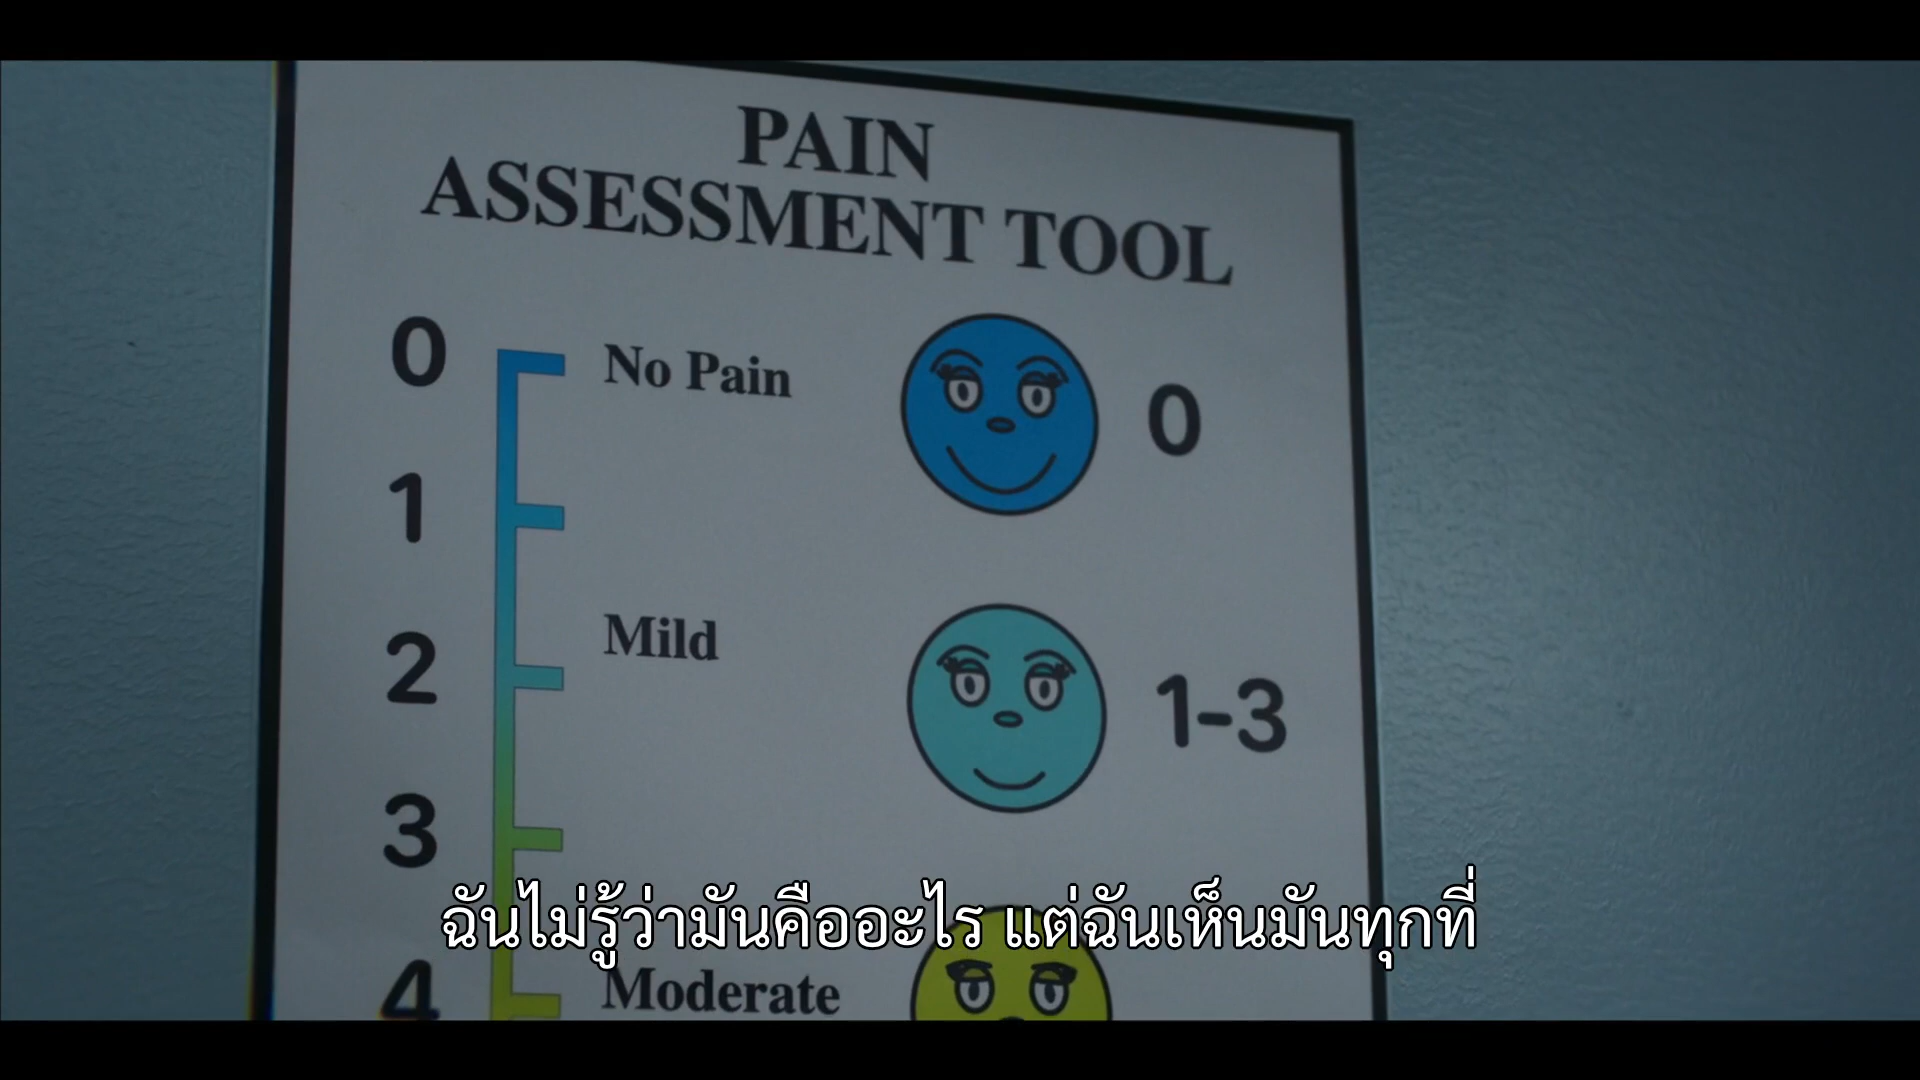 PAIN
ASSESSMENT TOOL
0 No Pain 0
1
2 Mild 1-3
3
ฉันไม่รู้ว่ามันคืออะไร แต่ฉันเห็นมันทุกที่
4 Moderate